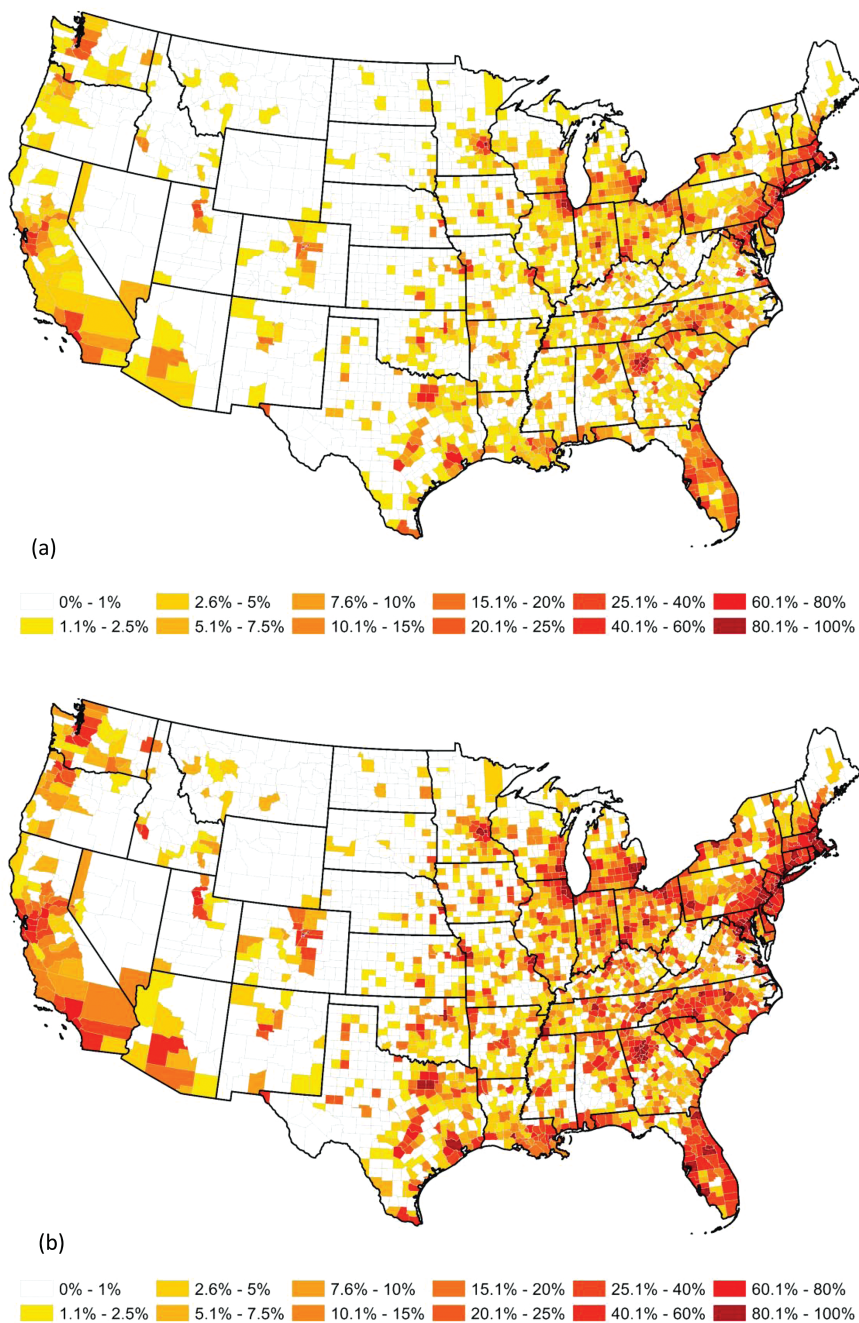 (a)
0% - 1% 2.6% - 5% 7.6% - 10% 15.1% - 20% 25.1% - 40% 60.1% - 80%
1.1% - 2.5% 5.1% - 7.5% 10.1% - 15% 20.1% - 25% 40.1% - 60% 80.1% - 100%
(b)
0% - 1% 2.6% - 5% 7.6% - 10% 15.1% - 20% 25.1% - 40% 60.1% - 80%
1.1% - 2.5% 5.1% - 7.5% 10.1% - 15% 20.1% - 25% 40.1% - 60% 80.1% - 100%